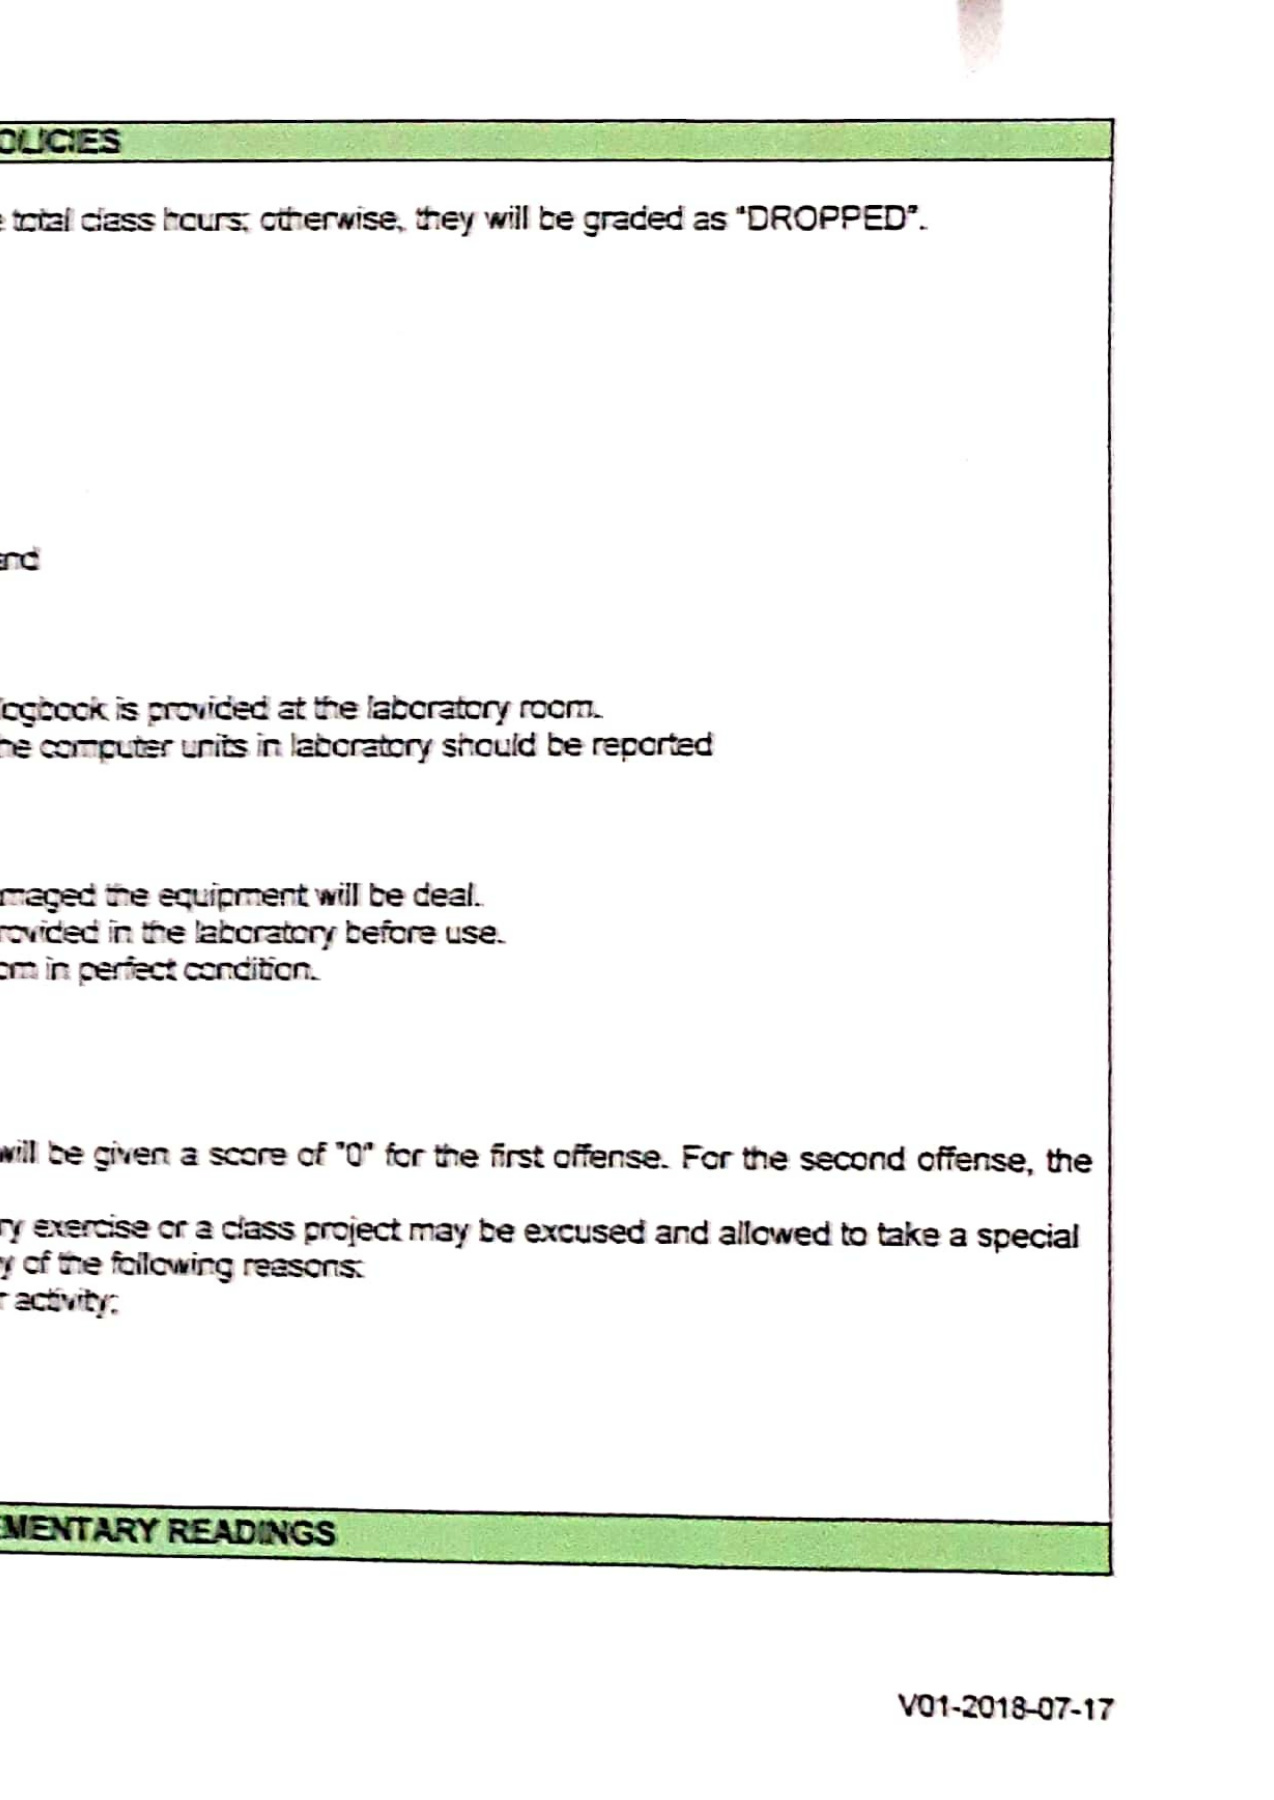 OLICIES
e total class hours; otherwise, they will be graded as "DROPPED".
and
logbook is provided at the laboratory room.
he computer units in laboratory should be reported
maged the equipment will be deal.
rovided in the laboratory before use.
om in perfect condition.
will be given a score of "0" for the first offense. For the second offense, the
ry exercise or a class project may be excused and allowed to take a special
y of the following reasons:
r activity;
EMENTARY READINGS
V01-2018-07-17